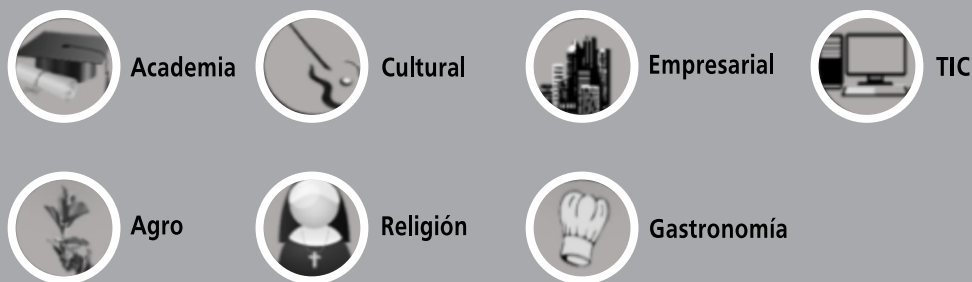 Academia
Cultural
Empresarial
TIC
Agro
Religión
Gastronomía